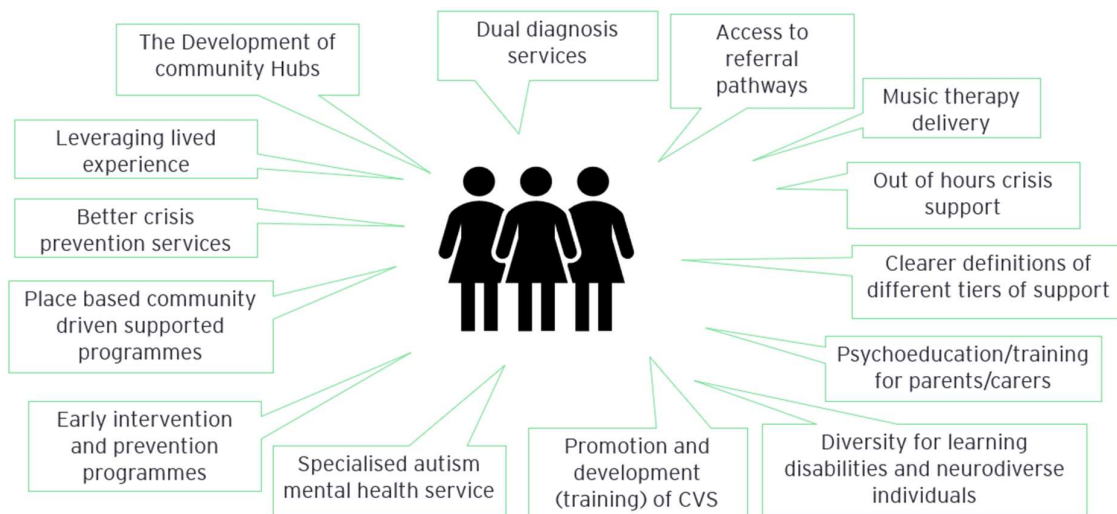 The Development of
community Hubs
Dual diagnosis
services
Access to
referral
pathways
Music therapy
delivery
Leveraging lived
experience
Out of hours crisis
support
Better crisis
prevention services
Clearer definitions of
different tiers of support
Place based community
driven supported
programmes
Psychoeducation/training
for parents/carers
Early intervention
and prevention
programmes
Specialised autism
mental health service
Promotion and
development
(training) of CVS
Diversity for learning
disabilities and neurodiverse
individuals